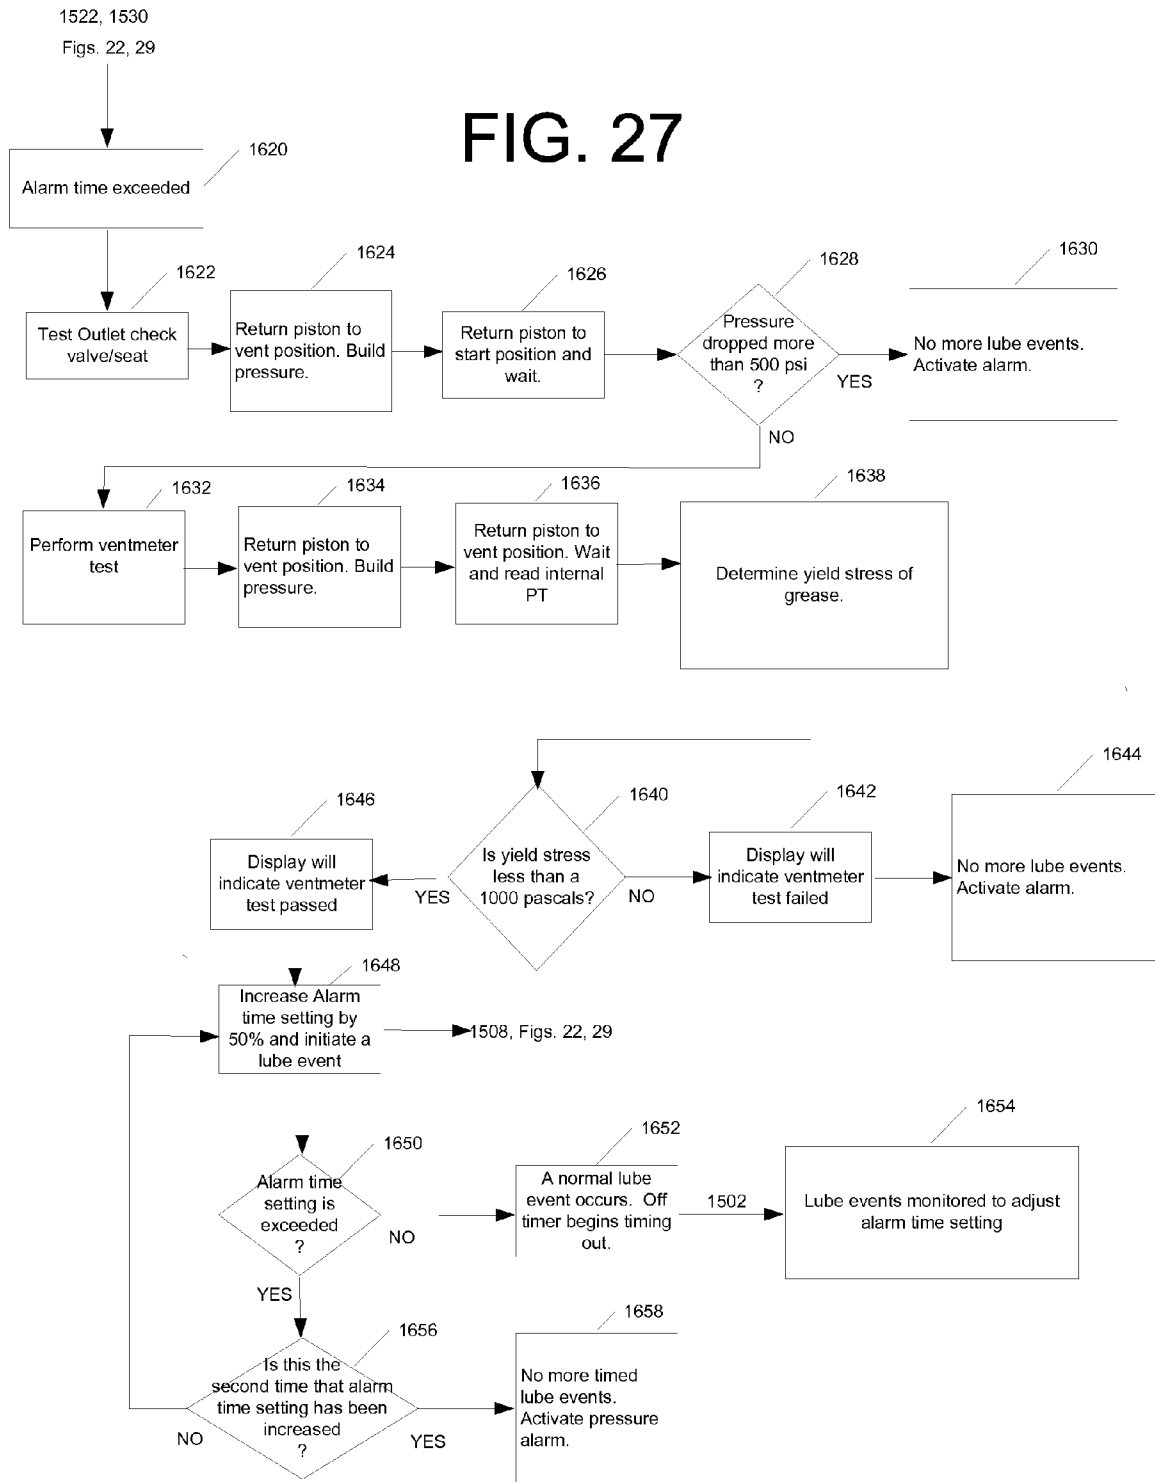 1522, 1530
Figs. 22, 29
FIG. 27
1620
Alarm time exceeded
1622
Test Outlet check
valve/seat
1624
Return piston to
vent position. Build
pressure.
1626
Return piston to
start position and
wait.
1628
Pressure
dropped more
than 500 psi
?
YES
NO
1630
No more lube events.
Activate alarm.
1632
Perform ventmeter
test
1634
Return piston to
vent position. Build
pressure.
1636
Return piston to
vent position. Wait
and read internal
PT
1638
Determine yield stress of
grease.
1640
Is yield stress
less than a
1000 pascals?
YES
NO
1646
Display will
indicate ventmeter
test passed
1642
Display will
indicate ventmeter
test failed
1644
No more lube events.
Activate alarm.
1648
Increase Alarm
time setting by
50% and initiate a
lube event
1508, Figs. 22, 29
1650
Alarm time
setting is
exceeded
?
NO
YES
1652
A normal lube
event occurs. Off
timer begins timing
out.
1502
1654
Lube events monitored to adjust
alarm time setting
1656
Is this the
second time that alarm
time setting has been
increased
?
NO
YES
1658
No more timed
lube events.
Activate pressure
alarm.